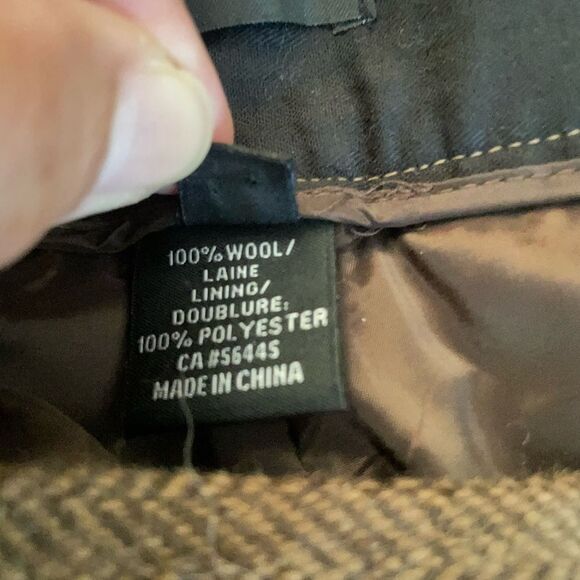 100% WOOL/
LAINE
LINING/
DOUBLURE:
100% POLYESTER
CA#56445
MADE IN CHINA